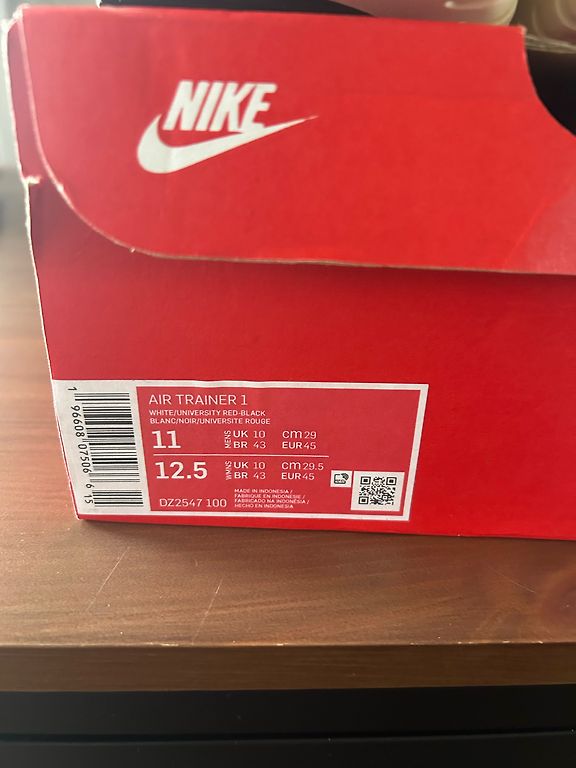 NIKE
AIR TRAINER 1
WHITE/UNIVERSITY RED-BLACK
BLANC/NOIR/UNIVERSITE ROUGE
11 MENS UK 10 CM 29
BR 43 EUR 45
12.5 WMNS UK 10 CM 29.5
BR 43 EUR 45
DZ2547 100
MADE IN INDONESIA /
FABRIQUE EN INDONESIE /
FABRICADO NA INDONÉSIA /
HECHO EN INDONESIA
1 96608 07506 6 15